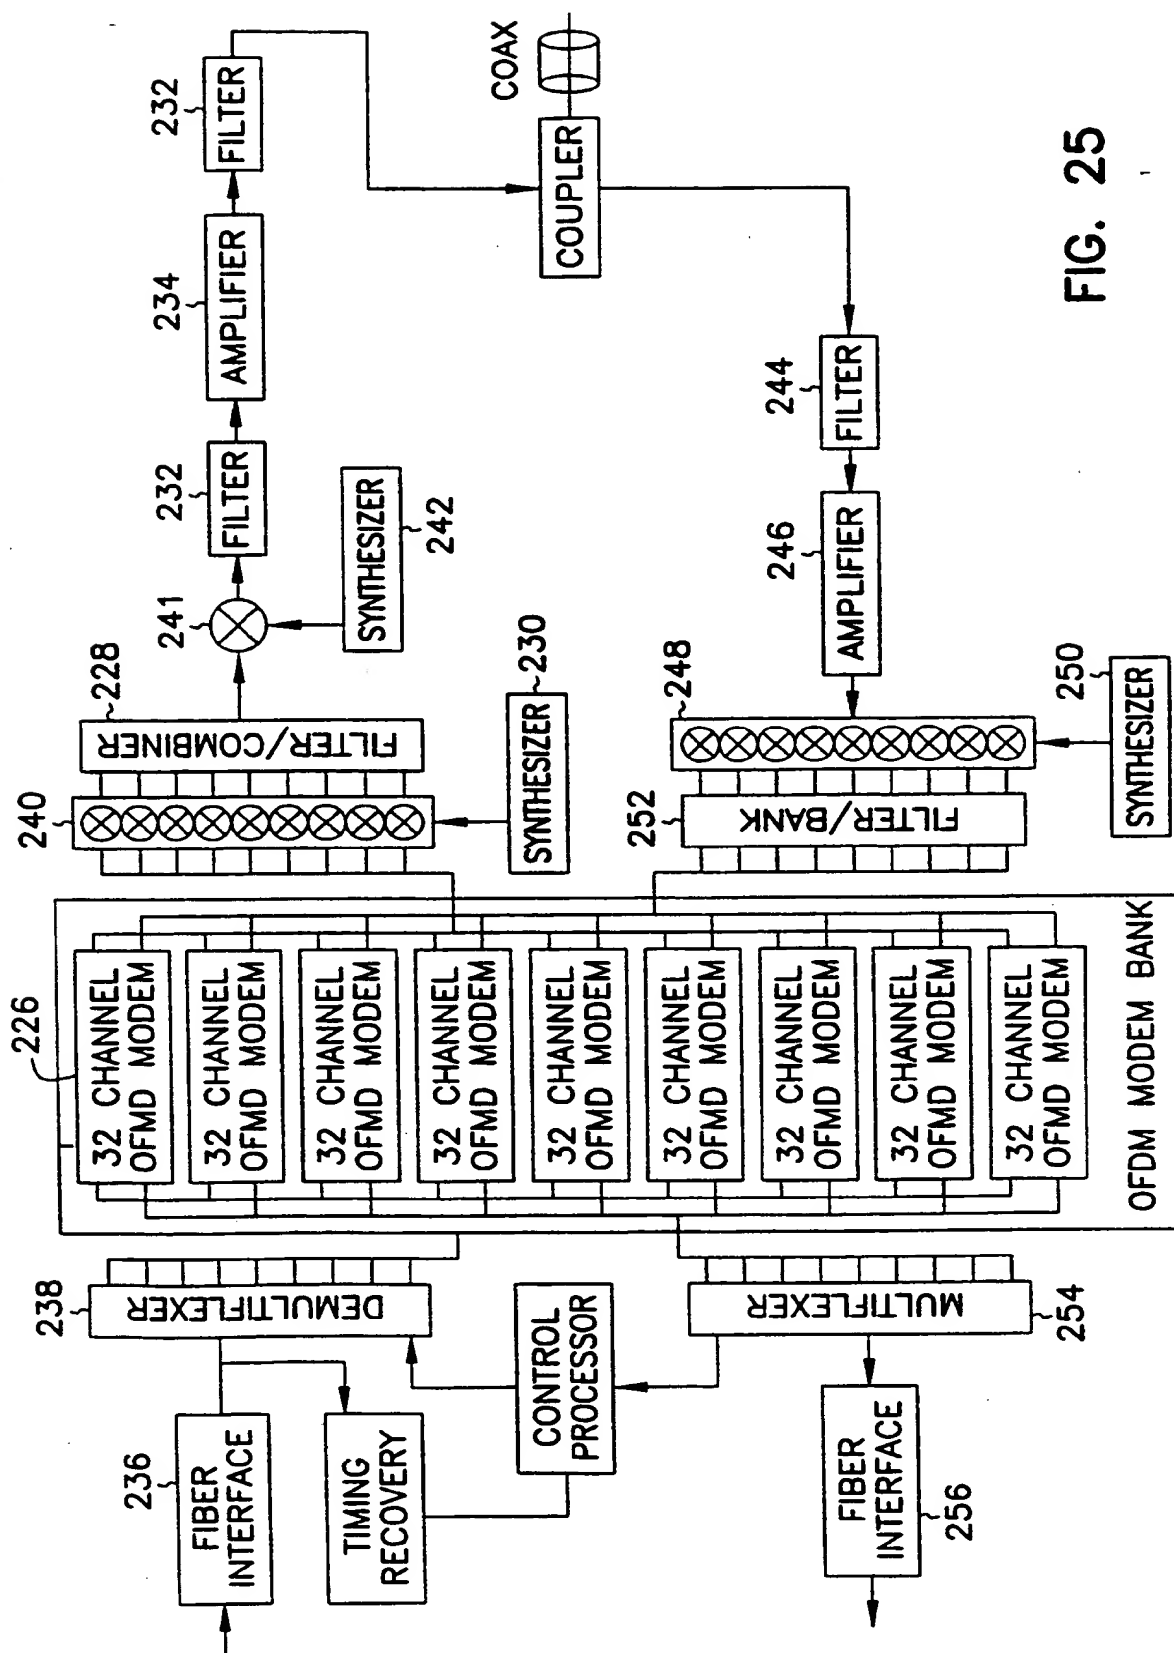 236
FIBER
INTERFACE
TIMING
RECOVERY
238
DEMULTIFLEXER
CONTROL
PROCESSOR
MULTIFLEXER
254
FIBER
INTERFACE
256
226
32 CHANNEL
OFMD MODEM
32 CHANNEL
OFMD MODEM
32 CHANNEL
OFMD MODEM
32 CHANNEL
OFMD MODEM
32 CHANNEL
OFMD MODEM
32 CHANNEL
OFMD MODEM
32 CHANNEL
OFMD MODEM
32 CHANNEL
OFMD MODEM
32 CHANNEL
OFMD MODEM
OFDM MODEM BANK
240
228
FILTER/COMBINER
SYNTHESIZER
230
241
SYNTHESIZER
242
232
FILTER
234
AMPLIFIER
232
FILTER
COUPLER
COAX
244
FILTER
246
AMPLIFIER
248
252
FILTER/BANK
250
SYNTHESIZER
FIG. 25